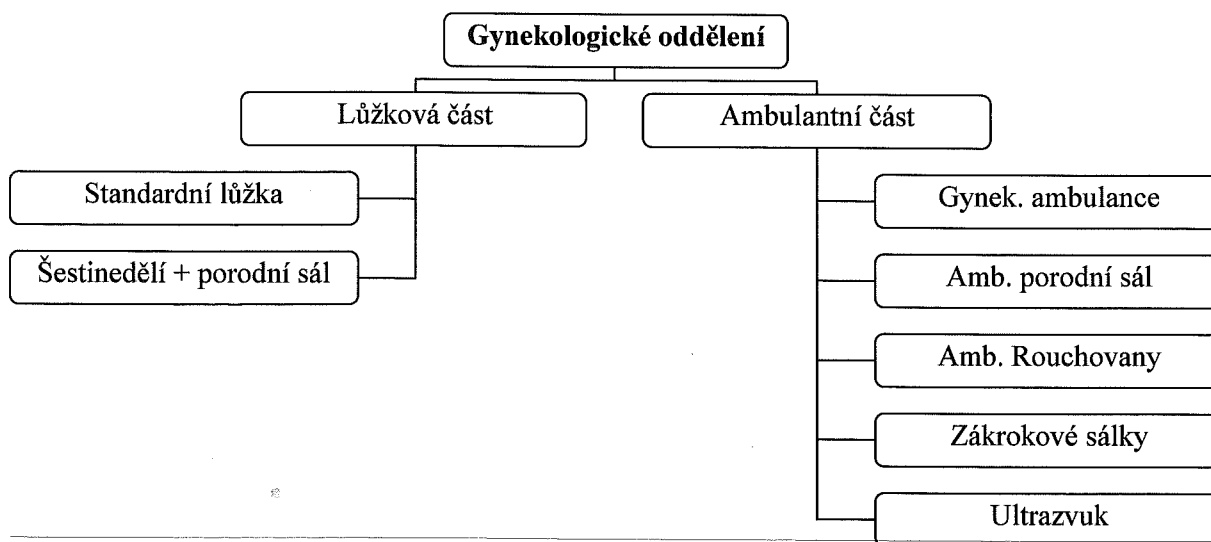 Gynekologické oddělení
Lůžková část
Ambulantní část
Standardní lůžka
Šestinedělí + porodní sál
Gynek. ambulance
Amb. porodní sál
Amb. Rouchovany
Zákrokové sálky
Ultrazvuk